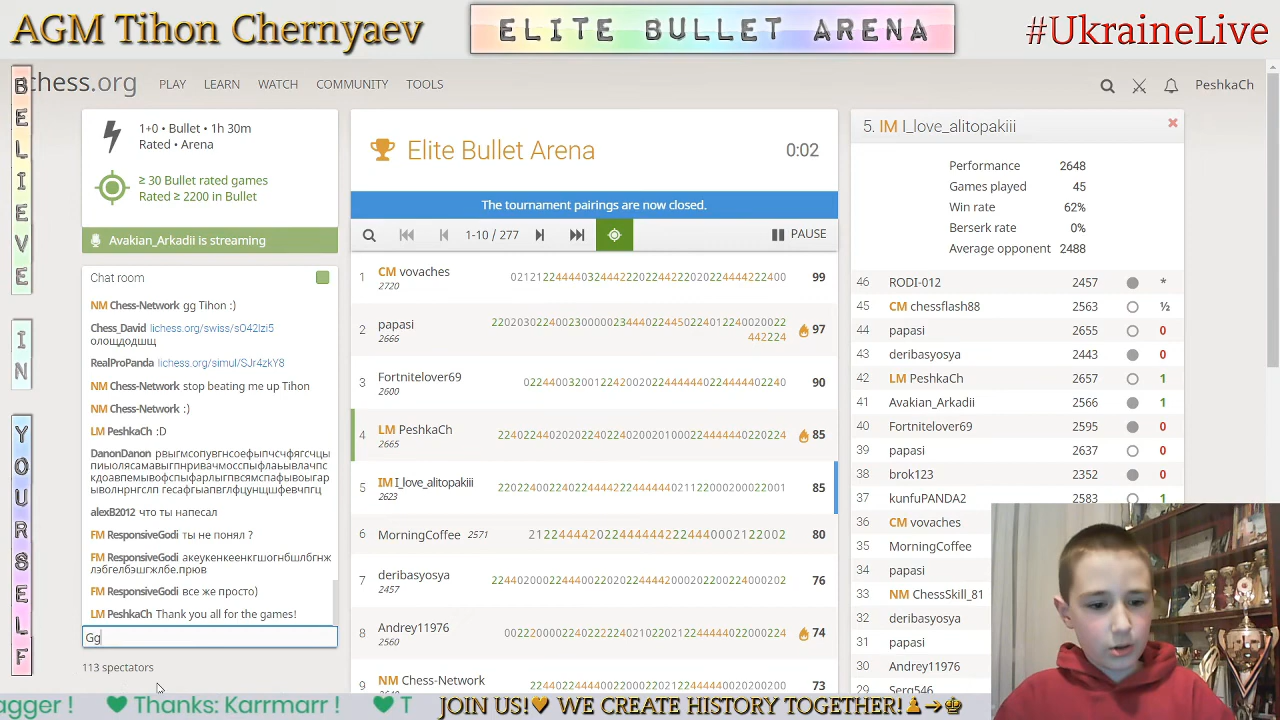 AGM Tihon Chernyaev
ELITE BULLET ARENA
#UkraineLive
BELIEVE
IN
YOURSELF
chess.org
PLAY LEARN WATCH COMMUNITY TOOLS
PeshkaCh
1+0 • Bullet • 1h 30m
Rated • Arena
≥ 30 Bullet rated games
Rated ≥ 2200 in Bullet
Avakian_Arkadii is streaming
Chat room
NM Chess-Network gg Tihon :)
Chess_David lichess.org/swiss/sO42Izi5
олощдодшщ
RealProPanda lichess.org/simul/SJr4zkY8
NM Chess-Network stop beating me up Tihon
NM Chess-Network :)
LM PeshkaCh :D
alexB2012 что ты написал
FM ResponsiveGodi ты не понял ?
FM ResponsiveGodi
FM ResponsiveGodi все же просто)
LM PeshkaCh Thank you all for the games!
Gg
113 spectators
Elite Bullet Arena 0:02
The tournament pairings are now closed.
1-10 / 277 PAUSE
1 CM vovaches 99
2720
2 papasi 97
2666
442224
3 Fortnitelover69 90
2600
4 LM PeshkaCh 85
2665
5 IM I_love_alitopakiii 85
2623
6 MorningCoffee 2571 80
7 deribasyosya 76
2457
8 Andrey11976 74
2560
9 NM Chess-Network 73
5. IM I_love_alitopakiii
Performance 2648
Games played 45
Win rate 62%
Berserk rate 0%
Average opponent 2488
46 RODI-012 2457 *
45 CM chessflash88 2563 ½
44 papasi 2655 0
43 deribasyosya 2443 0
42 LM PeshkaCh 2657 1
41 Avakian_Arkadii 2566 1
40 Fortnitelover69 2595 0
39 papasi 2637 0
38 brok123 2352 0
37 kunfuPANDA2 2583 1
36 CM vovaches
35 MorningCoffee
34 papasi
33 NM ChessSkill_81
32 deribasyosya
31 papasi
30 Andrey11976
29 Serg546
agger ! Thanks: Karrmarr ! T
JOIN US! WE CREATE HISTORY TOGETHER!